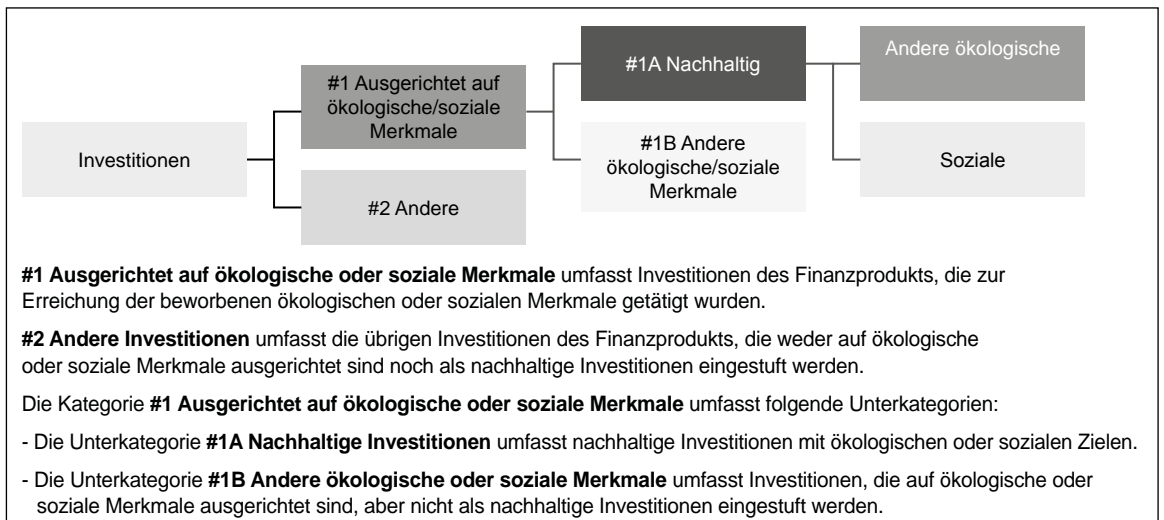 Investitionen
#1 Ausgerichtet auf
ökologische/soziale
Merkmale
#2 Andere
#1A Nachhaltig
#1B Andere
ökologische/soziale
Merkmale
Andere ökologische
Soziale
#1 Ausgerichtet auf ökologische oder soziale Merkmale umfasst Investitionen des Finanzprodukts, die zur
Erreichung der beworbenen ökologischen oder sozialen Merkmale getätigt wurden.
#2 Andere Investitionen umfasst die übrigen Investitionen des Finanzprodukts, die weder auf ökologische
oder soziale Merkmale ausgerichtet sind noch als nachhaltige Investitionen eingestuft werden.
Die Kategorie #1 Ausgerichtet auf ökologische oder soziale Merkmale umfasst folgende Unterkategorien:
- Die Unterkategorie #1A Nachhaltige Investitionen umfasst nachhaltige Investitionen mit ökologischen oder sozialen Zielen.
- Die Unterkategorie #1B Andere ökologische oder soziale Merkmale umfasst Investitionen, die auf ökologische oder
soziale Merkmale ausgerichtet sind, aber nicht als nachhaltige Investitionen eingestuft werden.